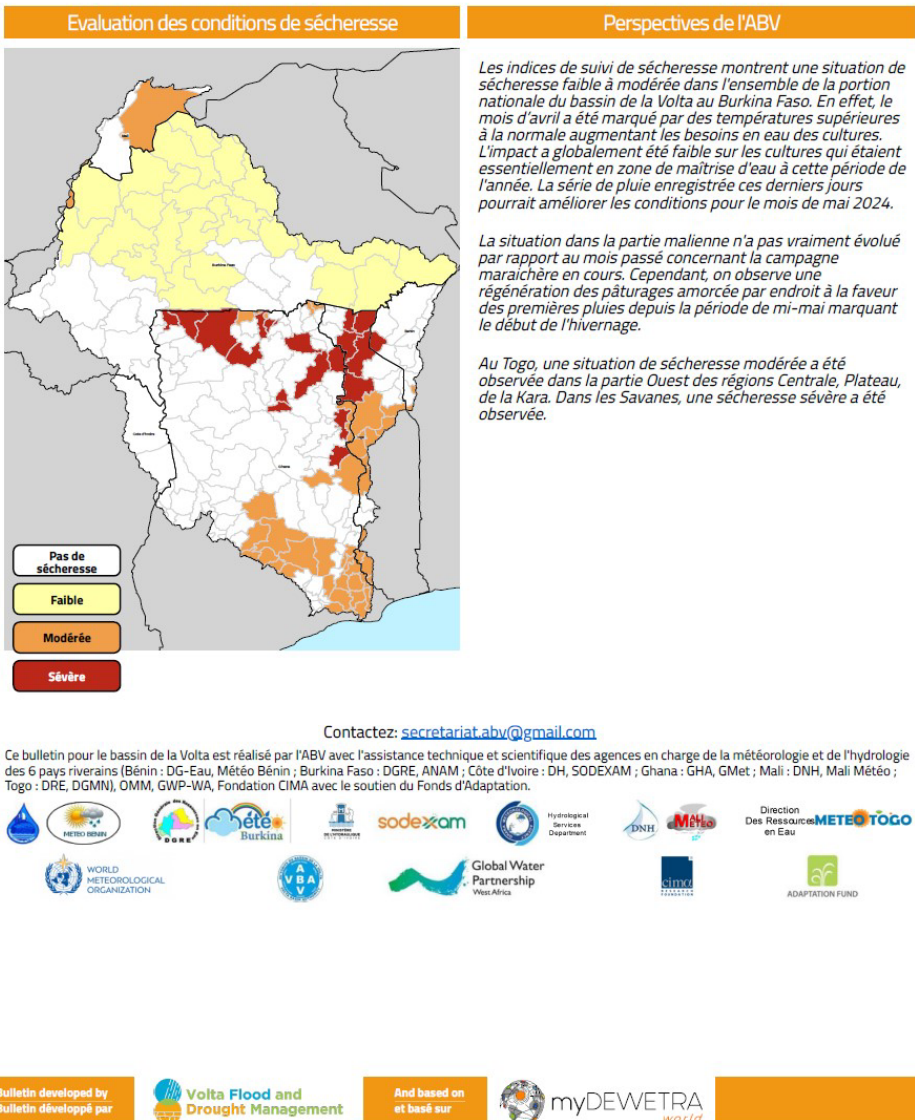 Evaluation des conditions de sécheresse
Perspectives de l'ABV
Les indices de suivi de sécheresse montrent une situation de
sécheresse faible à modérée dans l'ensemble de la portion
nationale du bassin de la Volta au Burkina Faso. En effet, le
mois d'avril a été marqué par des températures supérieures
à la normale augmentant les besoins en eau des cultures.
L'impact a globalement été faible sur les cultures qui étaient
essentiellement en zone de maîtrise d'eau à cette période de
l'année. La série de pluie enregistrée ces derniers jours
pourrait améliorer les conditions pour le mois de mai 2024.
La situation dans la partie malienne n'a pas vraiment évolué
par rapport au mois passé concernant la campagne
maraichère en cours. Cependant, on observe une
régénération des pâturages amorcée par endroit à la faveur
des premières pluies depuis la période de mi-mai marquant
le début de l'hivernage.
Au Togo, une situation de sécheresse modérée a été
observée dans la partie Ouest des régions Centrale, Plateau,
de la Kara. Dans les Savanes, une sécheresse sévère a été
observée.
Burkina Faso
Pas de
sécheresse
Faible
Modérée
Sévère
Contactez: secretariat.abv@gmail.com
Ce bulletin pour le bassin de la Volta est réalisé par l'ABV avec l'assistance technique et scientifique des agences en charge de la météorologie et de l'hydrologie
des 6 pays riverains (Bénin : DG-Eau, Météo Bénin ; Burkina Faso : DGRE, ANAM ; Côte d'Ivoire : DH, SODEXAM ; Ghana : GHA, GMet ; Mali : DNH, Mali Météo ;
Togo : DRE, DGMN), OMM, GWP-WA, Fondation CIMA avec le soutien du Fonds d'Adaptation.
METEO BENIN
DGRE
météo
Burkina
sodexam
Hydrological
Services
Department
DNH
MALI
METEO
Direction
Des Ressources
en Eau
METEO TOGO
WORLD
METEOROLOGICAL
ORGANIZATION
A
VBA
V
Global Water
Partnership
West Africa
cima
RESEARCH
FOUNDATION
ADAPTATION FUND
Bulletin developed by
Bulletin développé par
Volta Flood and
Drought Management
And based on
et basé sur
myDEWETRA
world